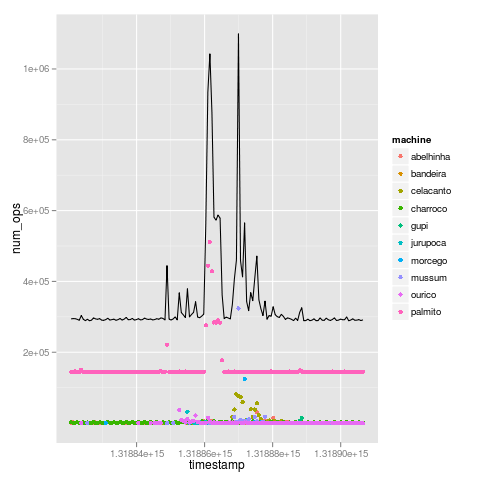 num_ops
1e+06
8e+05
6e+05
4e+05
2e+05
1.31884e+15 1.31886e+15 1.31888e+15 1.31890e+15
timestamp
machine
abelhinha
bandeira
celacanto
charroco
gupi
jurupoca
morcego
mussum
ourico
palmito